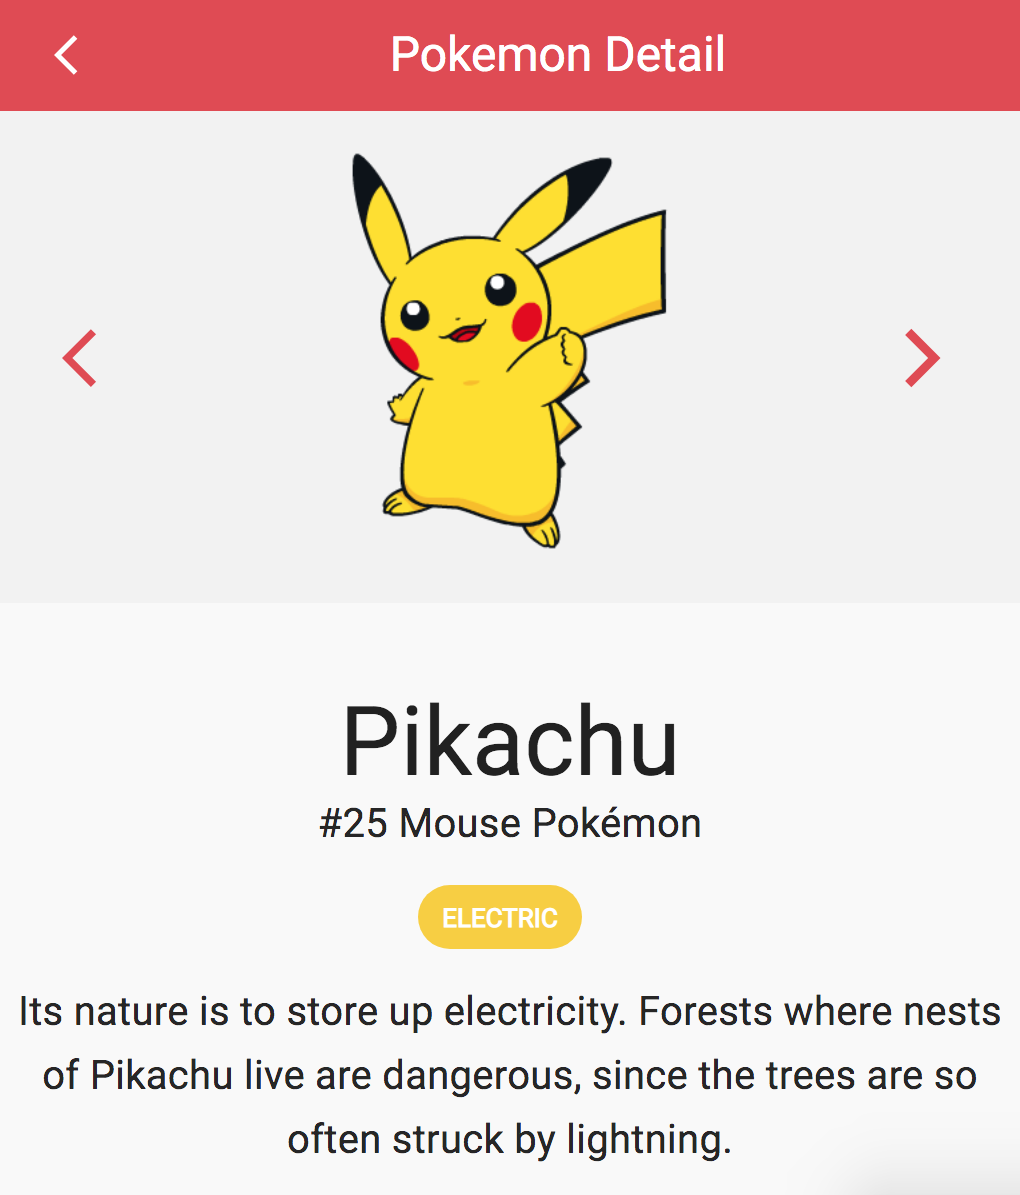 Pokemon Detail
Pikachu
#25 Mouse Pokémon
ELECTRIC
Its nature is to store up electricity. Forests where nests
of Pikachu live are dangerous, since the trees are so
often struck by lightning.